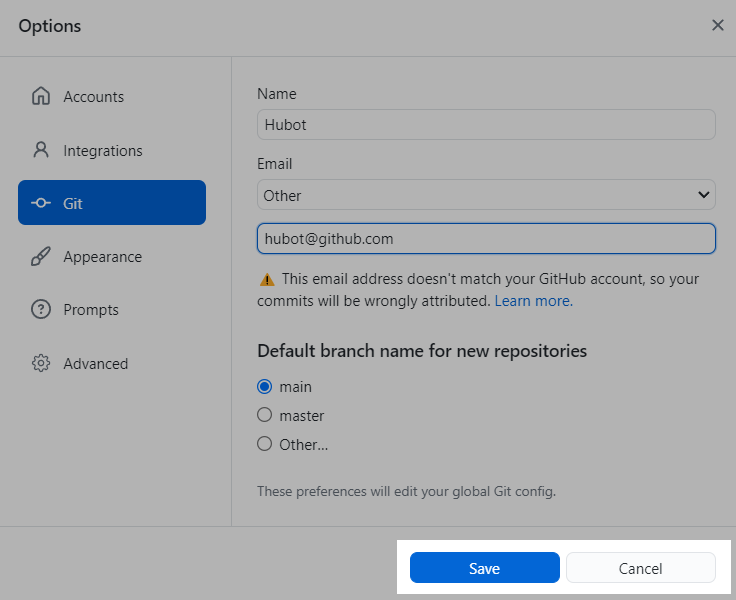 Options
Accounts
Integrations
Git
Appearance
Prompts
Advanced
Name
Hubot
Email
Other
hubot@github.com
This email address doesn't match your GitHub account, so your
commits will be wrongly attributed. Learn more.
Default branch name for new repositories
main
master
Other...
These preferences will edit your global Git config.
Save
Cancel